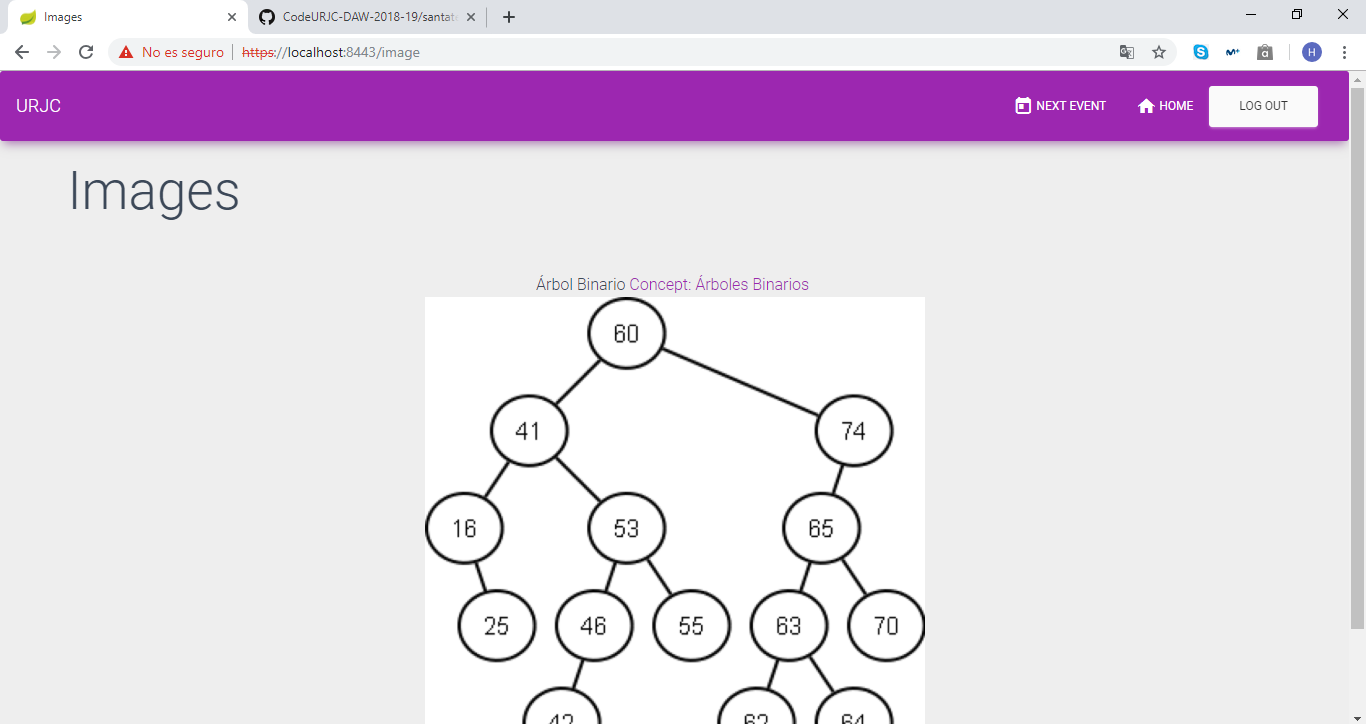 Images
CodeURJC-DAW-2018-19/santat
No es seguro
https://localhost:8443/image
H
URJC
NEXT EVENT
HOME
LOG OUT
Images
Árbol Binario Concept: Árboles Binarios
60
41
74
16
53
65
25
46
55
63
70
42
62
64